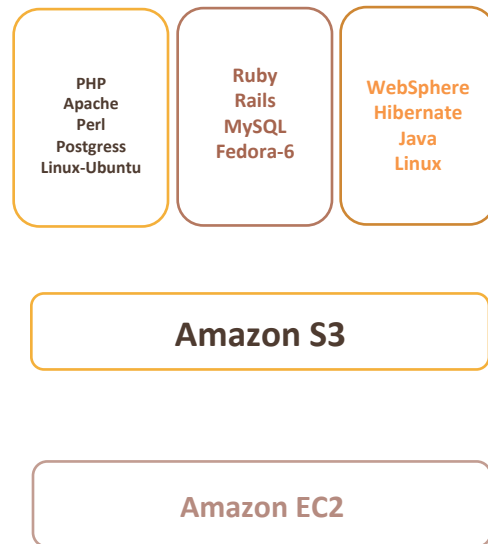 PHP
Apache
Perl
Postgress
Linux-Ubuntu
Ruby
Rails
MySQL
Fedora-6
WebSphere
Hibernate
Java
Linux
Amazon S3
Amazon EC2